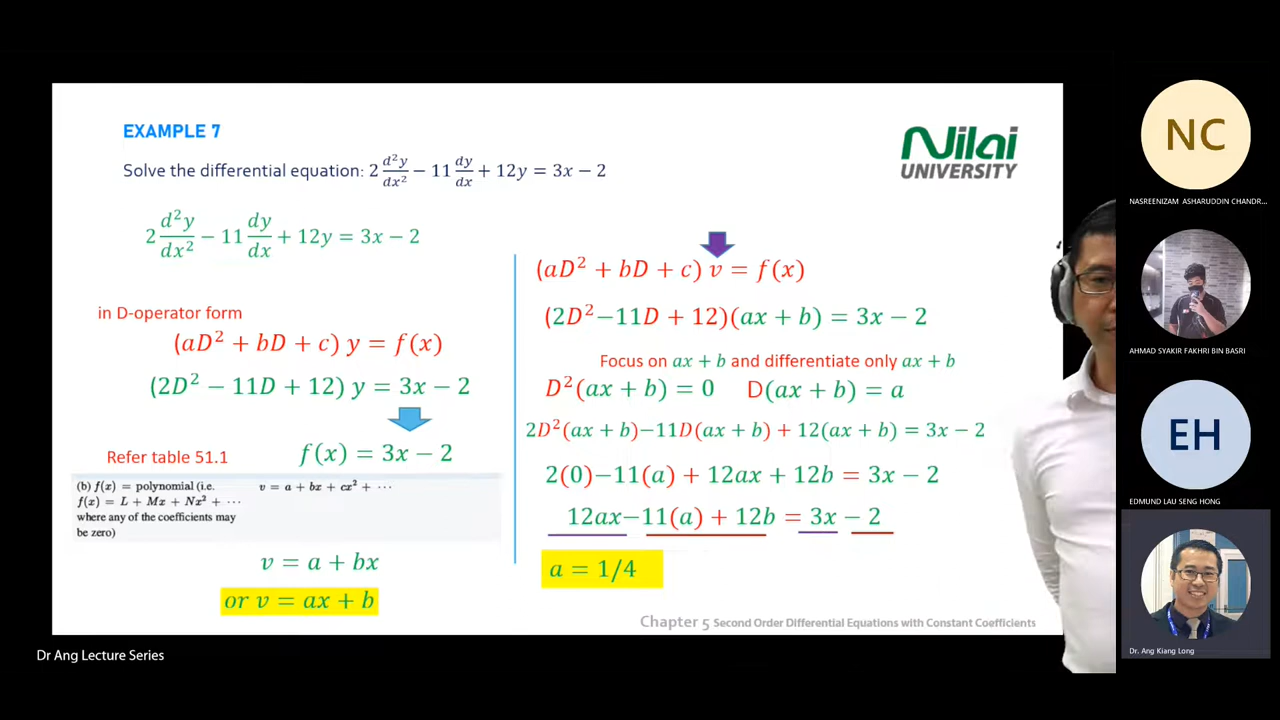 EXAMPLE 7
Nilai
UNIVERSITY
Solve the differential equation: 2 d²y/dx² − 11 dy/dx + 12y = 3x − 2
2 d²y/dx² − 11 dy/dx + 12y = 3x − 2
in D-operator form
(aD² + bD + c) y = f(x)
(2D² − 11D + 12) y = 3x − 2
f(x) = 3x − 2
Refer table 51.1
(b) f(x) = polynomial (i.e. v = a + bx + cx² + ···
f(x) = L + Mx + Nx² + ···
where any of the coefficients may
be zero)
v = a + bx
or v = ax + b
(aD² + bD + c) v = f(x)
(2D²−11D + 12)(ax + b) = 3x − 2
Focus on ax + b and differentiate only ax + b
D²(ax + b) = 0 D(ax + b) = a
2D²(ax + b)−11D(ax + b) + 12(ax + b) = 3x − 2
2(0)−11(a) + 12ax + 12b = 3x − 2
12ax−11(a) + 12b = 3x − 2
a = 1/4
Chapter 5 Second Order Differential Equations with Constant Coefficients
Dr Ang Lecture Series
NC
NASREENIZAM ASHARUDDIN CHANDR...
AHMAD SYAKIR FAKHRI BIN BASRI
EH
EDMUND LAU SENG HONG
Dr. Ang Kiang Long